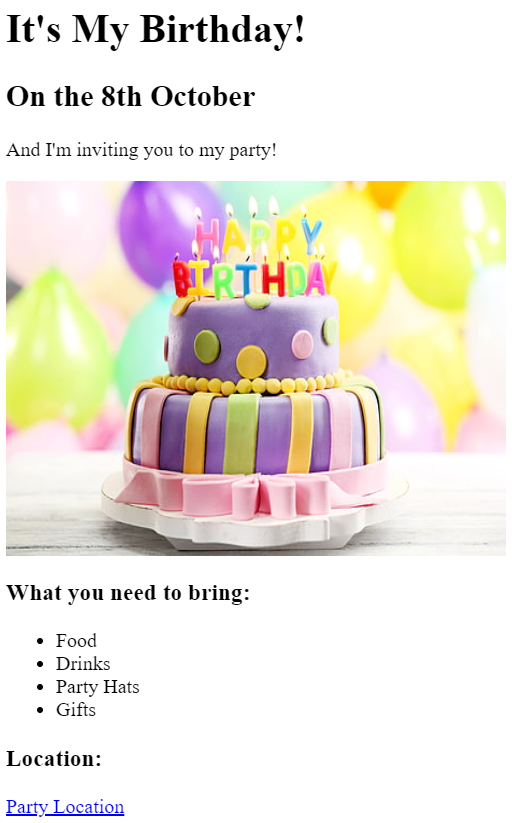 It's My Birthday!
On the 8th October
And I'm inviting you to my party!
HAPPY
BIRTHDAY
What you need to bring:
Food
Drinks
Party Hats
Gifts
Location:
Party Location